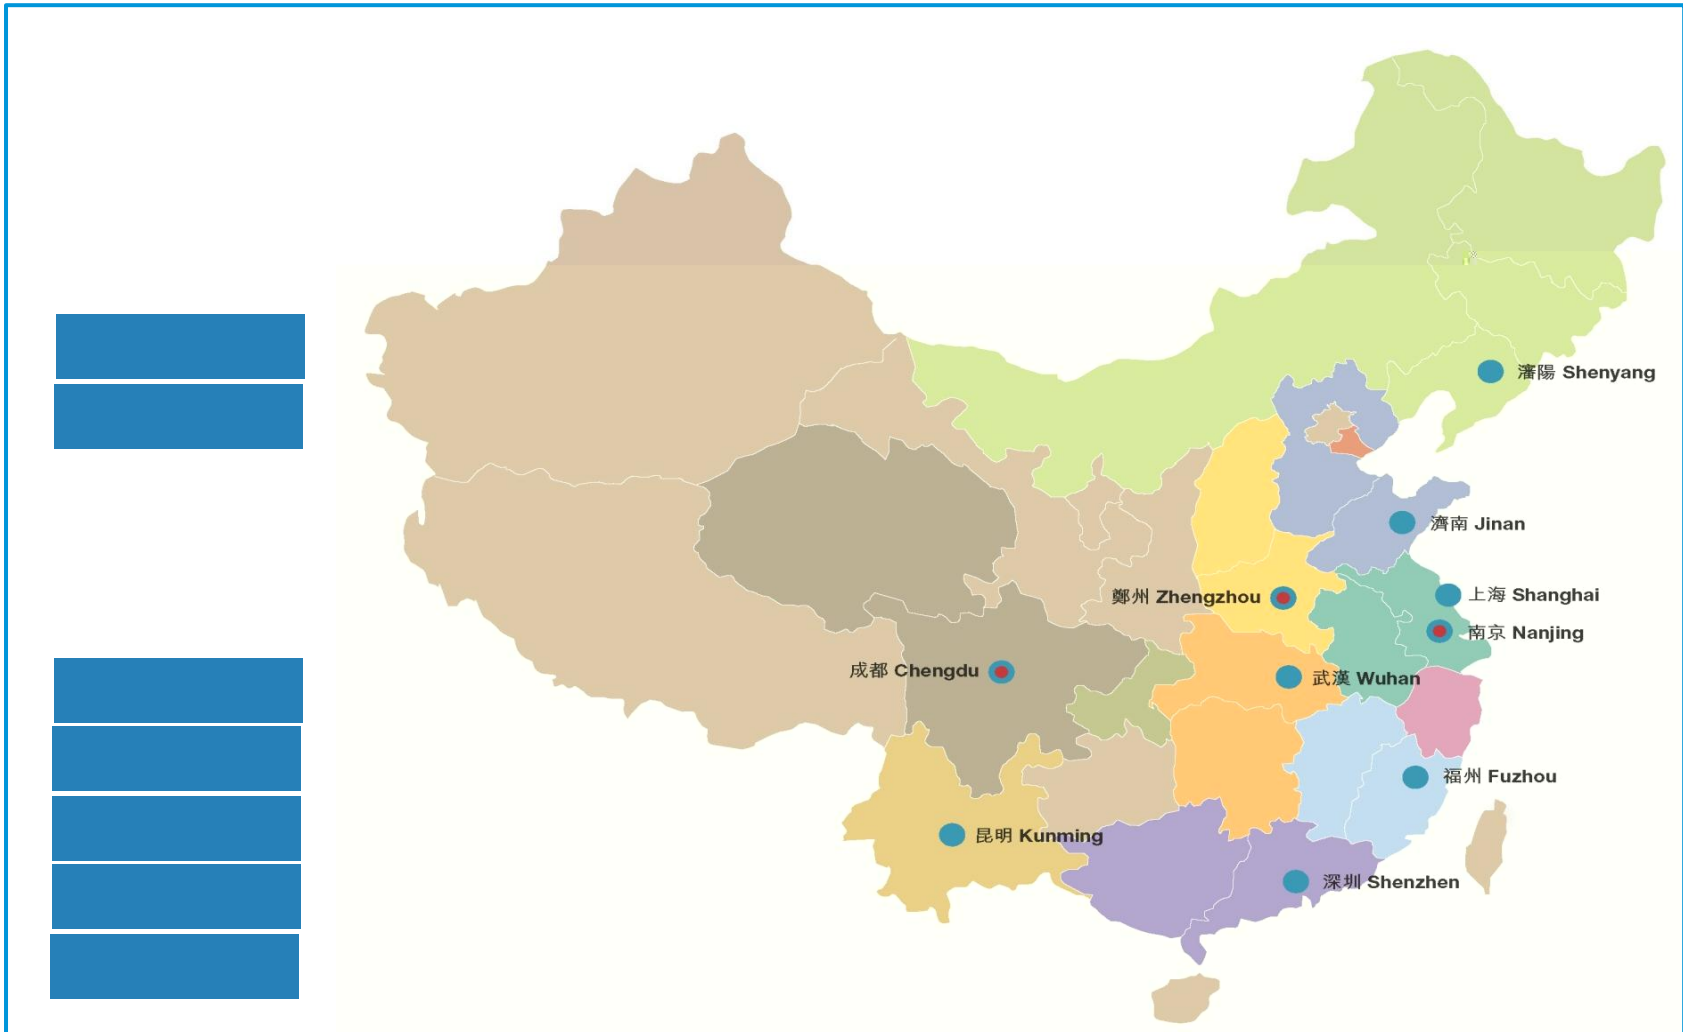 瀋陽 Shenyang
濟南 Jinan
上海 Shanghai
鄭州 Zhengzhou
南京 Nanjing
成都 Chengdu
武漢 Wuhan
福州 Fuzhou
昆明 Kunming
深圳 Shenzhen